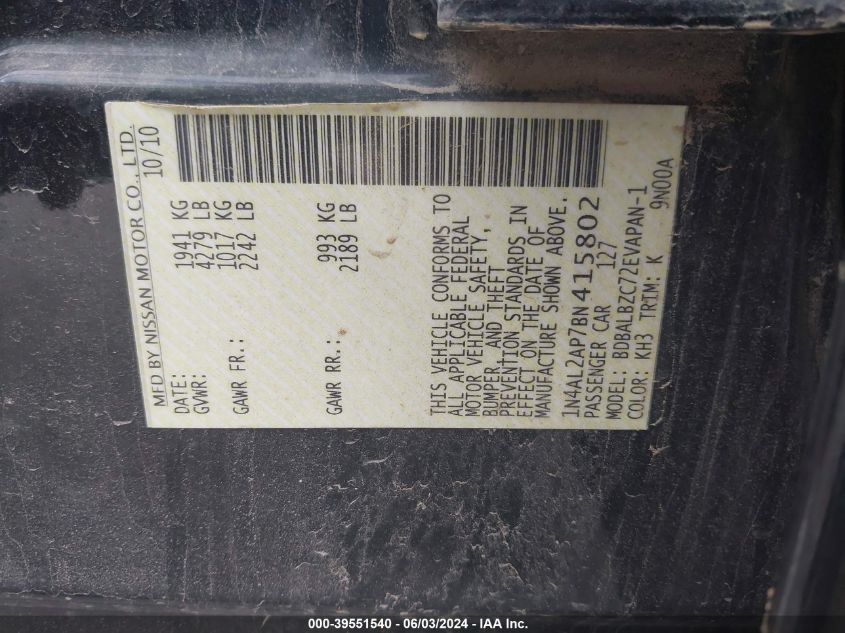 MFD BY NISSAN MOTOR CO., LTD.
DATE: 10/10
GVWR: 1941 KG
4279 LB
GAWR FR.: 1017 KG
2242 LB
GAWR RR.: 993 KG
2189 LB
THIS VEHICLE CONFORMS TO
ALL APPLICABLE FEDERAL
MOTOR VEHICLE SAFETY,
BUMPER, AND THEFT
PREVENTION STANDARDS IN
EFFECT ON THE DATE OF
MANUFACTURE SHOWN ABOVE.
1N4AL2AP7BN415802
PASSENGER CAR 127
MODEL: BDBALBZC72EVAPAN-1
COLOR: KH3 TRIM: K 9N00A
000-39551540 - 06/03/2024 - IAA Inc.